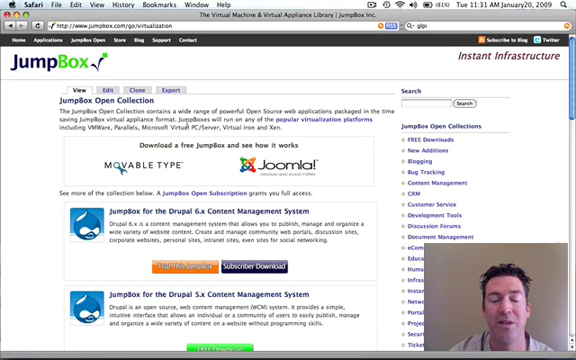 Safari File Edit View History Bookmarks Window Help
(81%) Tue 11:31 AM January 20, 2009
The Virtual Machine & Virtual Appliance Library | JumpBox Inc.
http://www.jumpbox.com/go/virtualization
RSS
glpi
Home Applications JumpBox Open Store Blog About Contact
Subscribe to Blog Twitter
JumpBox
Instant Infrastructure
View Edit Clone Export
JumpBox Open Collection
The JumpBox Open Collection contains a wide range of powerful Open Source web applications packaged in the time
saving JumpBox virtual appliance format. JumpBoxes will run on any of the popular virtualization platforms
including VMWare, Parallels, Microsoft Virtual PC/Server, Virtual Iron and Xen.
Download a free JumpBox and see how it works
MOVABLE TYPE
Joomla!
because open source matters
See more of the collection below. A JumpBox Open Subscription grants you full access.
JumpBox for the Drupal 6.x Content Management System
Drupal 6.x is a content management system that allows you to publish, manage and organize a
wide variety of content. Create and manage community web portals, discussion sites,
corporate websites, personal sites, intranet sites, even sites for social networking.
Trial This JumpBox
Subscriber Download
JumpBox for the Drupal 5.x Content Management System
Drupal is an open source, web content management system (WCM). It provides a simple,
intuitive interface that allows an individual or a community of users to easily publish, manage
and organize a wide variety of content on a website without programming skills.
Search
Search
JumpBox Open Collections
FREE Downloads
New Additions
Blogging
Bug Tracking
Content Management
CRM
Customer Service
Development Tools
Discussion Forums
Document Management